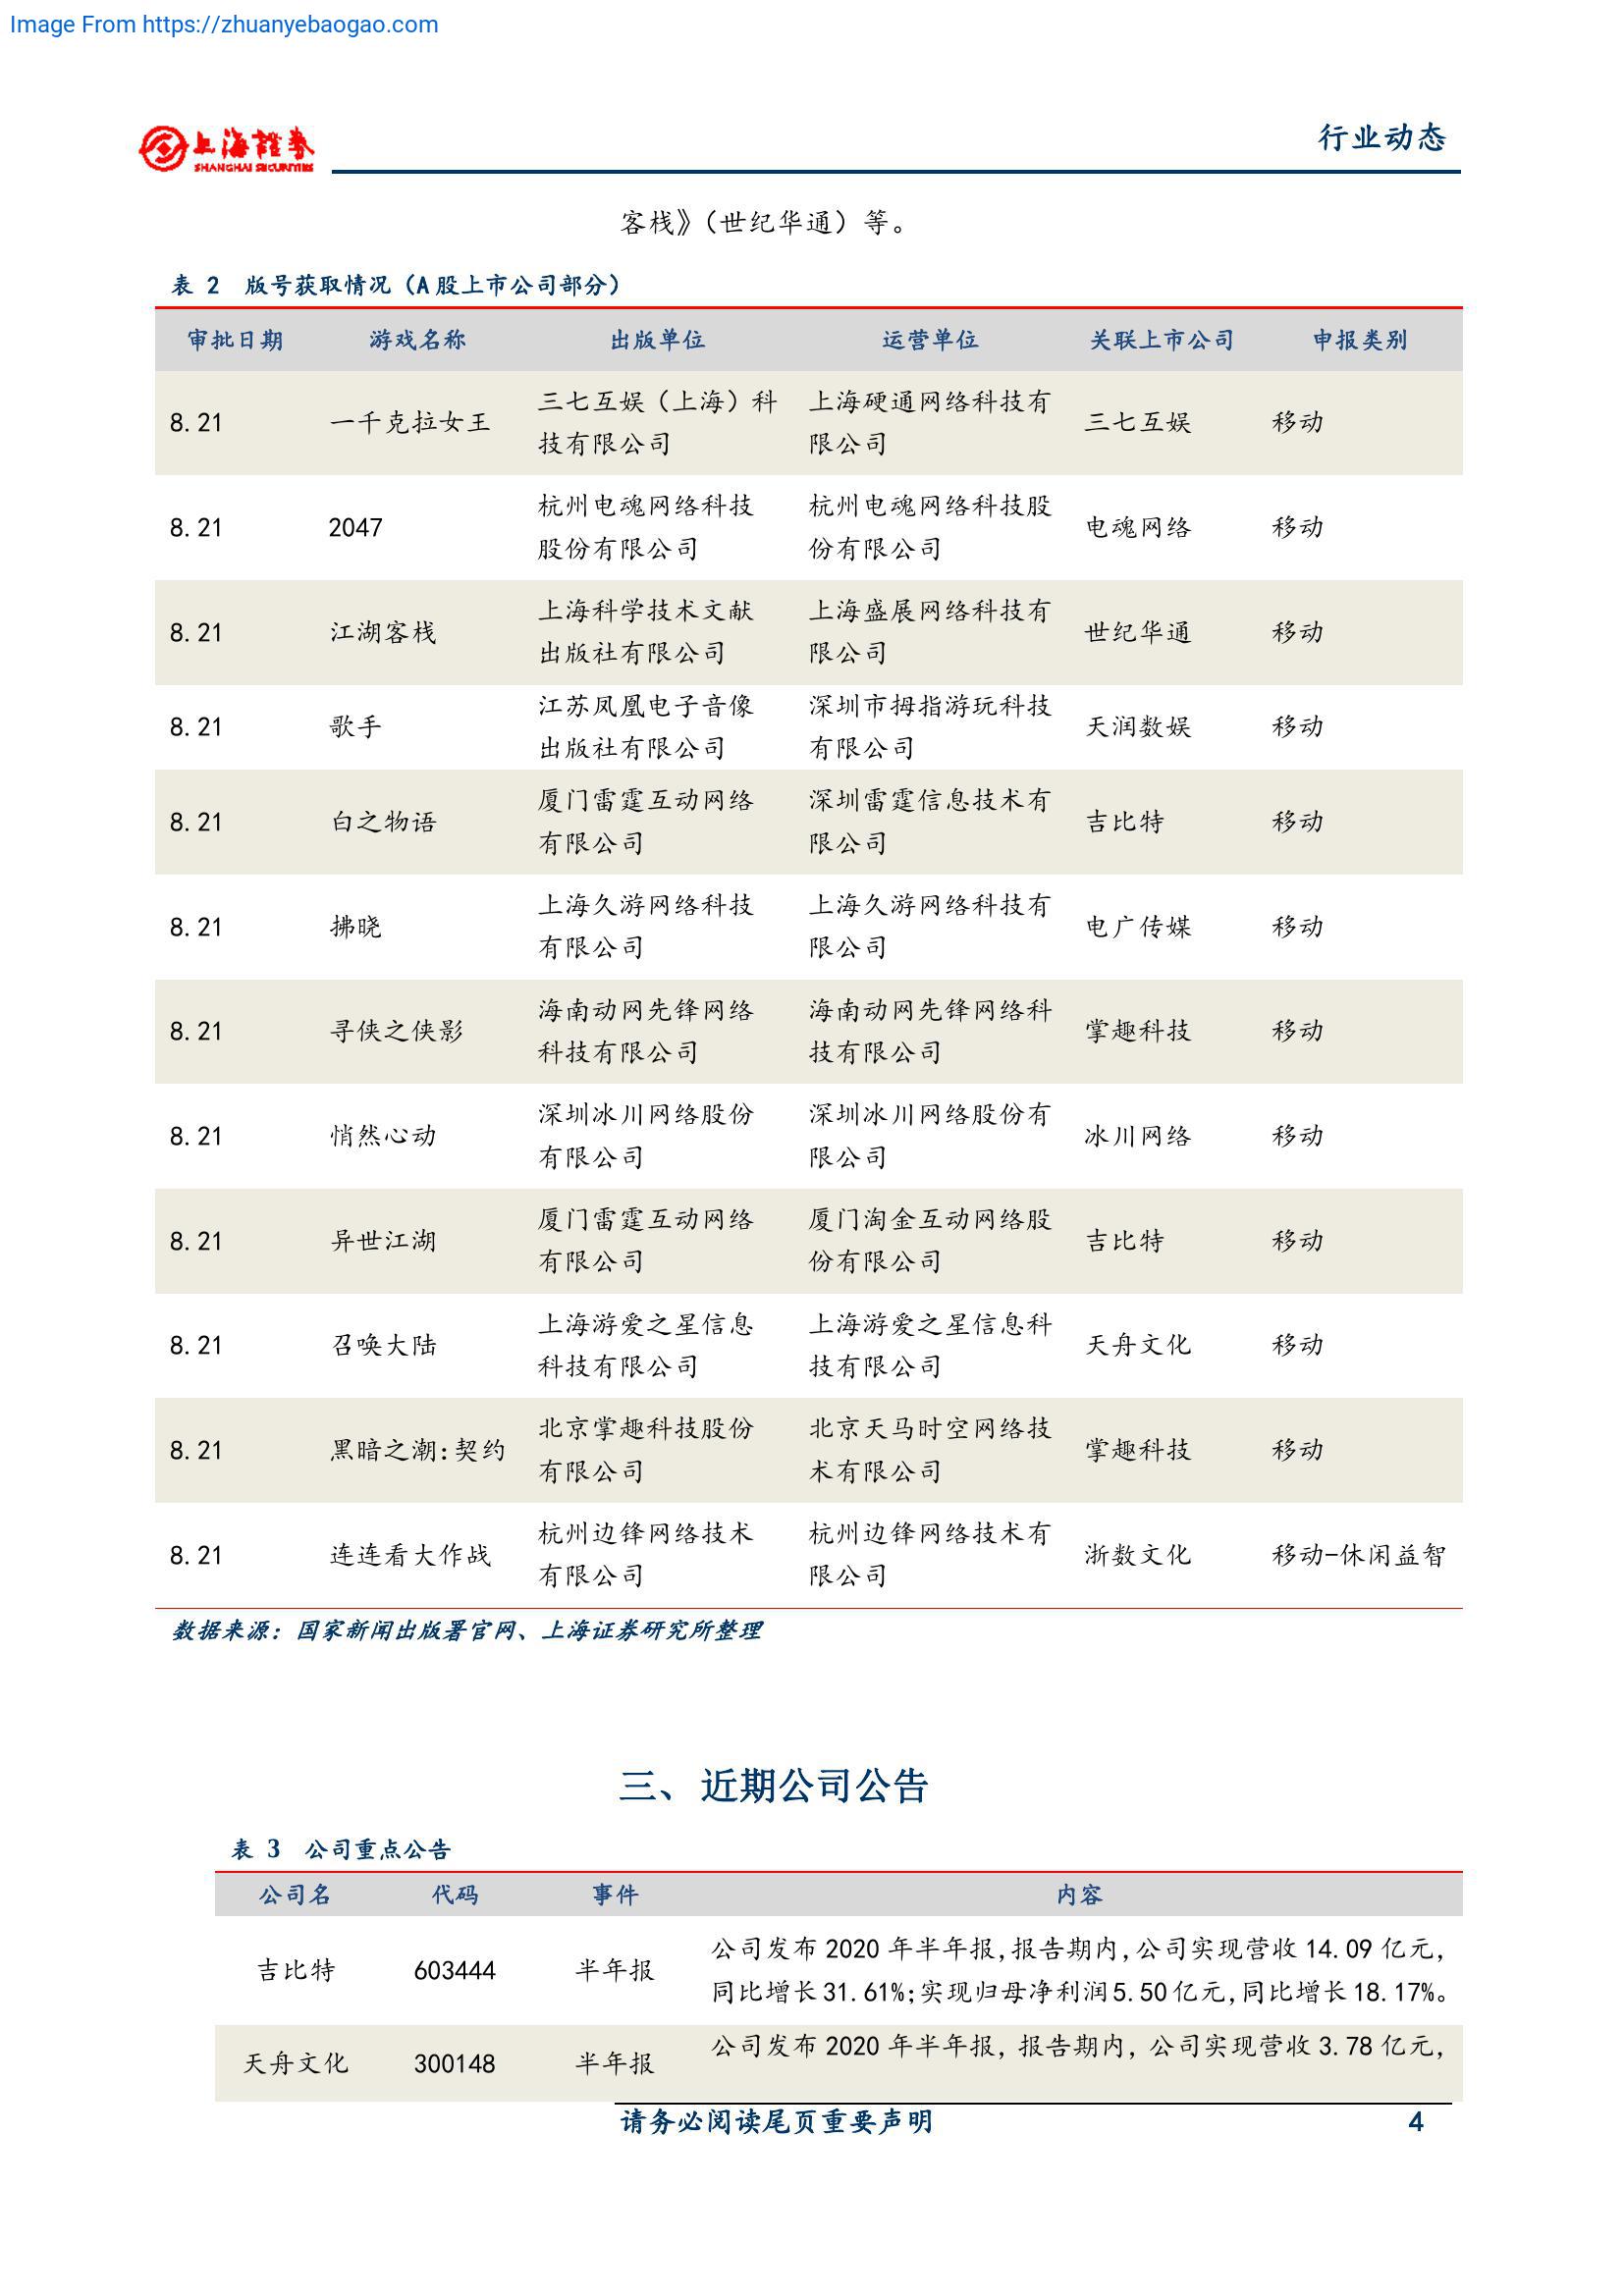 Image From https://zhuanyebaogao.com
上海證券
SHANGHAI SECURITIES
行业动态
客栈》（世纪华通）等。
表 2 版号获取情况（A 股上市公司部分）
审批日期 游戏名称 出版单位 运营单位 关联上市公司 申报类别
8.21 一千克拉女王 三七互娱（上海）科技有限公司 上海硬通网络科技有限公司 三七互娱 移动
8.21 2047 杭州电魂网络科技股份有限公司 杭州电魂网络科技股份有限公司 电魂网络 移动
8.21 江湖客栈 上海科学技术文献出版社有限公司 上海盛展网络科技有限公司 世纪华通 移动
8.21 歌手 江苏凤凰电子音像出版社有限公司 深圳市拇指游玩科技有限公司 天润数娱 移动
8.21 白之物语 厦门雷霆互动网络有限公司 深圳雷霆信息技术有限公司 吉比特 移动
8.21 拂晓 上海久游网络科技有限公司 上海久游网络科技有限公司 电广传媒 移动
8.21 寻侠之侠影 海南动网先锋网络科技有限公司 海南动网先锋网络科技有限公司 掌趣科技 移动
8.21 悄然心动 深圳冰川网络股份有限公司 深圳冰川网络股份有限公司 冰川网络 移动
8.21 异世江湖 厦门雷霆互动网络有限公司 厦门淘金互动网络股份有限公司 吉比特 移动
8.21 召唤大陆 上海游爱之星信息科技有限公司 上海游爱之星信息科技有限公司 天舟文化 移动
8.21 黑暗之潮:契约 北京掌趣科技股份有限公司 北京天马时空网络技术有限公司 掌趣科技 移动
8.21 连连看大作战 杭州边锋网络技术有限公司 杭州边锋网络技术有限公司 浙数文化 移动-休闲益智
数据来源：国家新闻出版署官网、上海证券研究所整理
三、近期公司公告
表 3 公司重点公告
公司名 代码 事件 内容
吉比特 603444 半年报 公司发布 2020 年半年报,报告期内,公司实现营收 14.09 亿元,
同比增长 31.61%;实现归母净利润 5.50 亿元,同比增长 18.17%。
天舟文化 300148 半年报 公司发布 2020 年半年报, 报告期内, 公司实现营收 3.78 亿元,
请务必阅读尾页重要声明 4